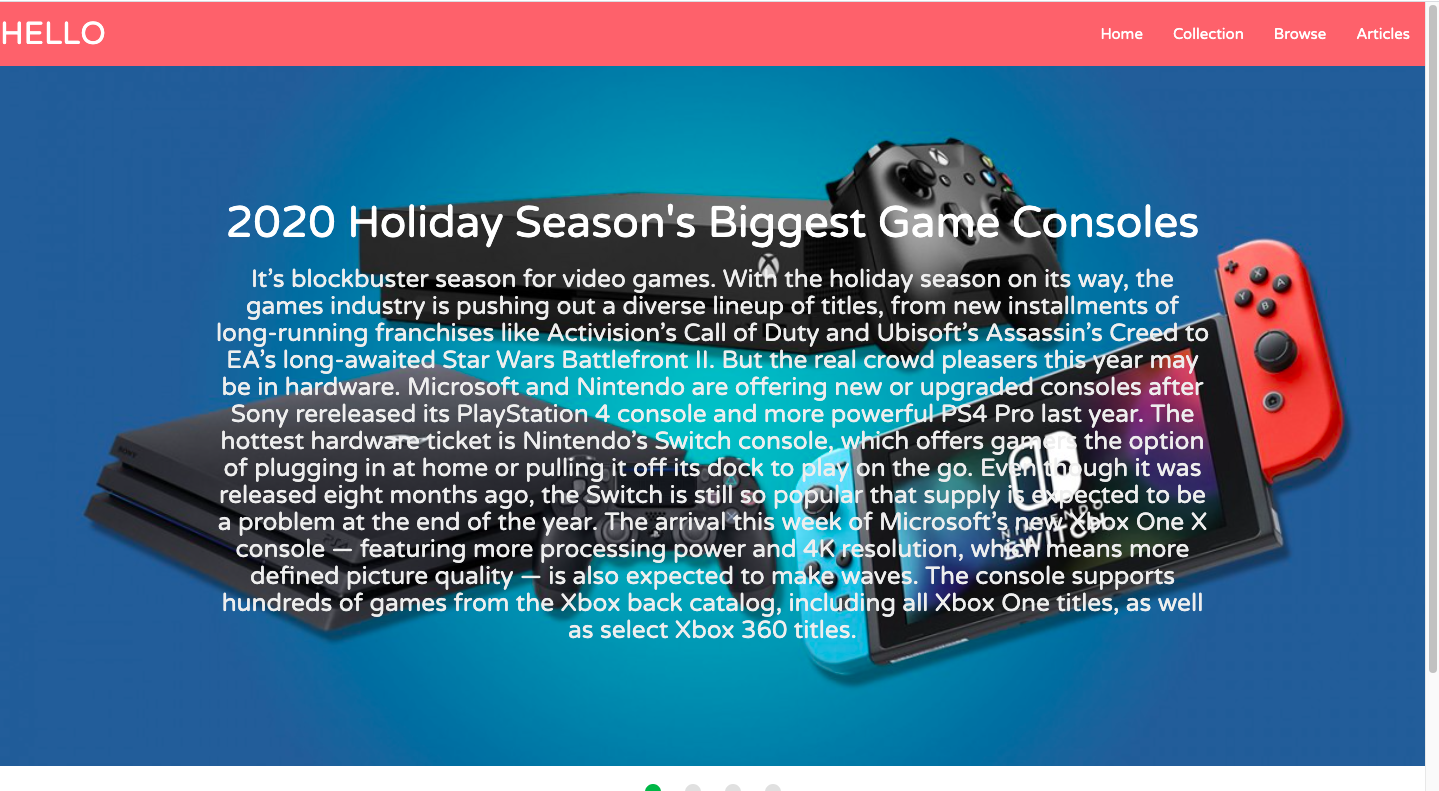 HELLO
Home Collection Browse Articles
2020 Holiday Season's Biggest Game Consoles
It’s blockbuster season for video games. With the holiday season on its way, the
games industry is pushing out a diverse lineup of titles, from new installments of
long-running franchises like Activision’s Call of Duty and Ubisoft’s Assassin’s Creed to
EA’s long-awaited Star Wars Battlefront II. But the real crowd pleasers this year may
be in hardware. Microsoft and Nintendo are offering new or upgraded consoles after
Sony rereleased its PlayStation 4 console and more powerful PS4 Pro last year. The
hottest hardware ticket is Nintendo’s Switch console, which offers gamers the option
of plugging in at home or pulling it off its dock to play on the go. Even though it was
released eight months ago, the Switch is still so popular that supply is expected to be
a problem at the end of the year. The arrival this week of Microsoft’s new Xbox One X
console — featuring more processing power and 4K resolution, which means more
defined picture quality — is also expected to make waves. The console supports
hundreds of games from the Xbox back catalog, including all Xbox One titles, as well
as select Xbox 360 titles.
X
Y A
B
SONY
PS4
NINTENDO
SWITCH